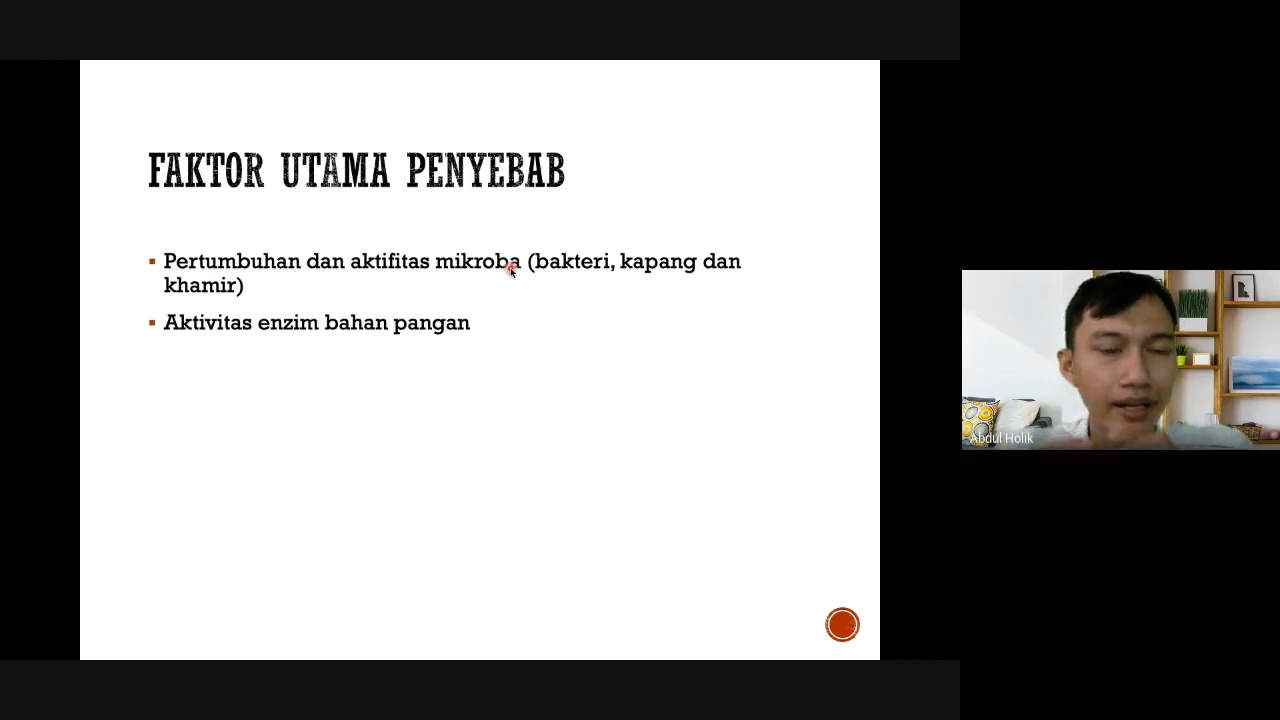 FAKTOR UTAMA PENYEBAB
Pertumbuhan dan aktifitas mikroba (bakteri, kapang dan
khamir)
Aktivitas enzim bahan pangan
Abdul Holik